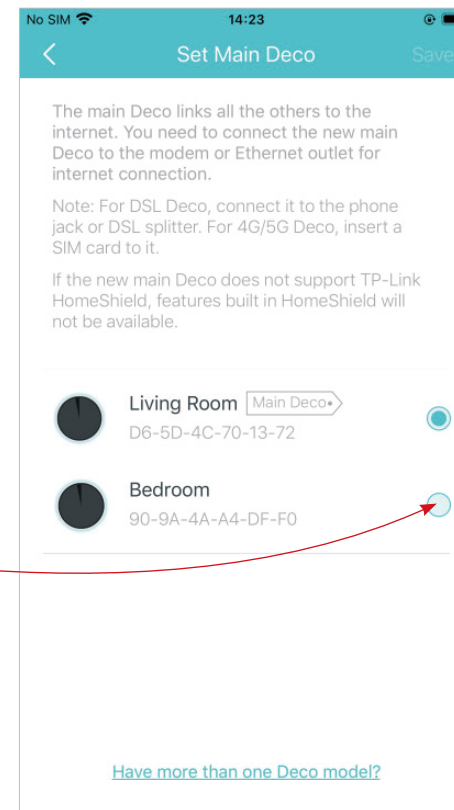 No SIM 14:23
Set Main Deco Save
The main Deco links all the others to the
internet. You need to connect the new main
Deco to the modem or Ethernet outlet for
internet connection.
Note: For DSL Deco, connect it to the phone
jack or DSL splitter. For 4G/5G Deco, insert a
SIM card to it.
If the new main Deco does not support TP-Link
HomeShield, features built in HomeShield will
not be available.
Living Room Main Deco
D6-5D-4C-70-13-72
Bedroom
90-9A-4A-A4-DF-F0
Have more than one Deco model?